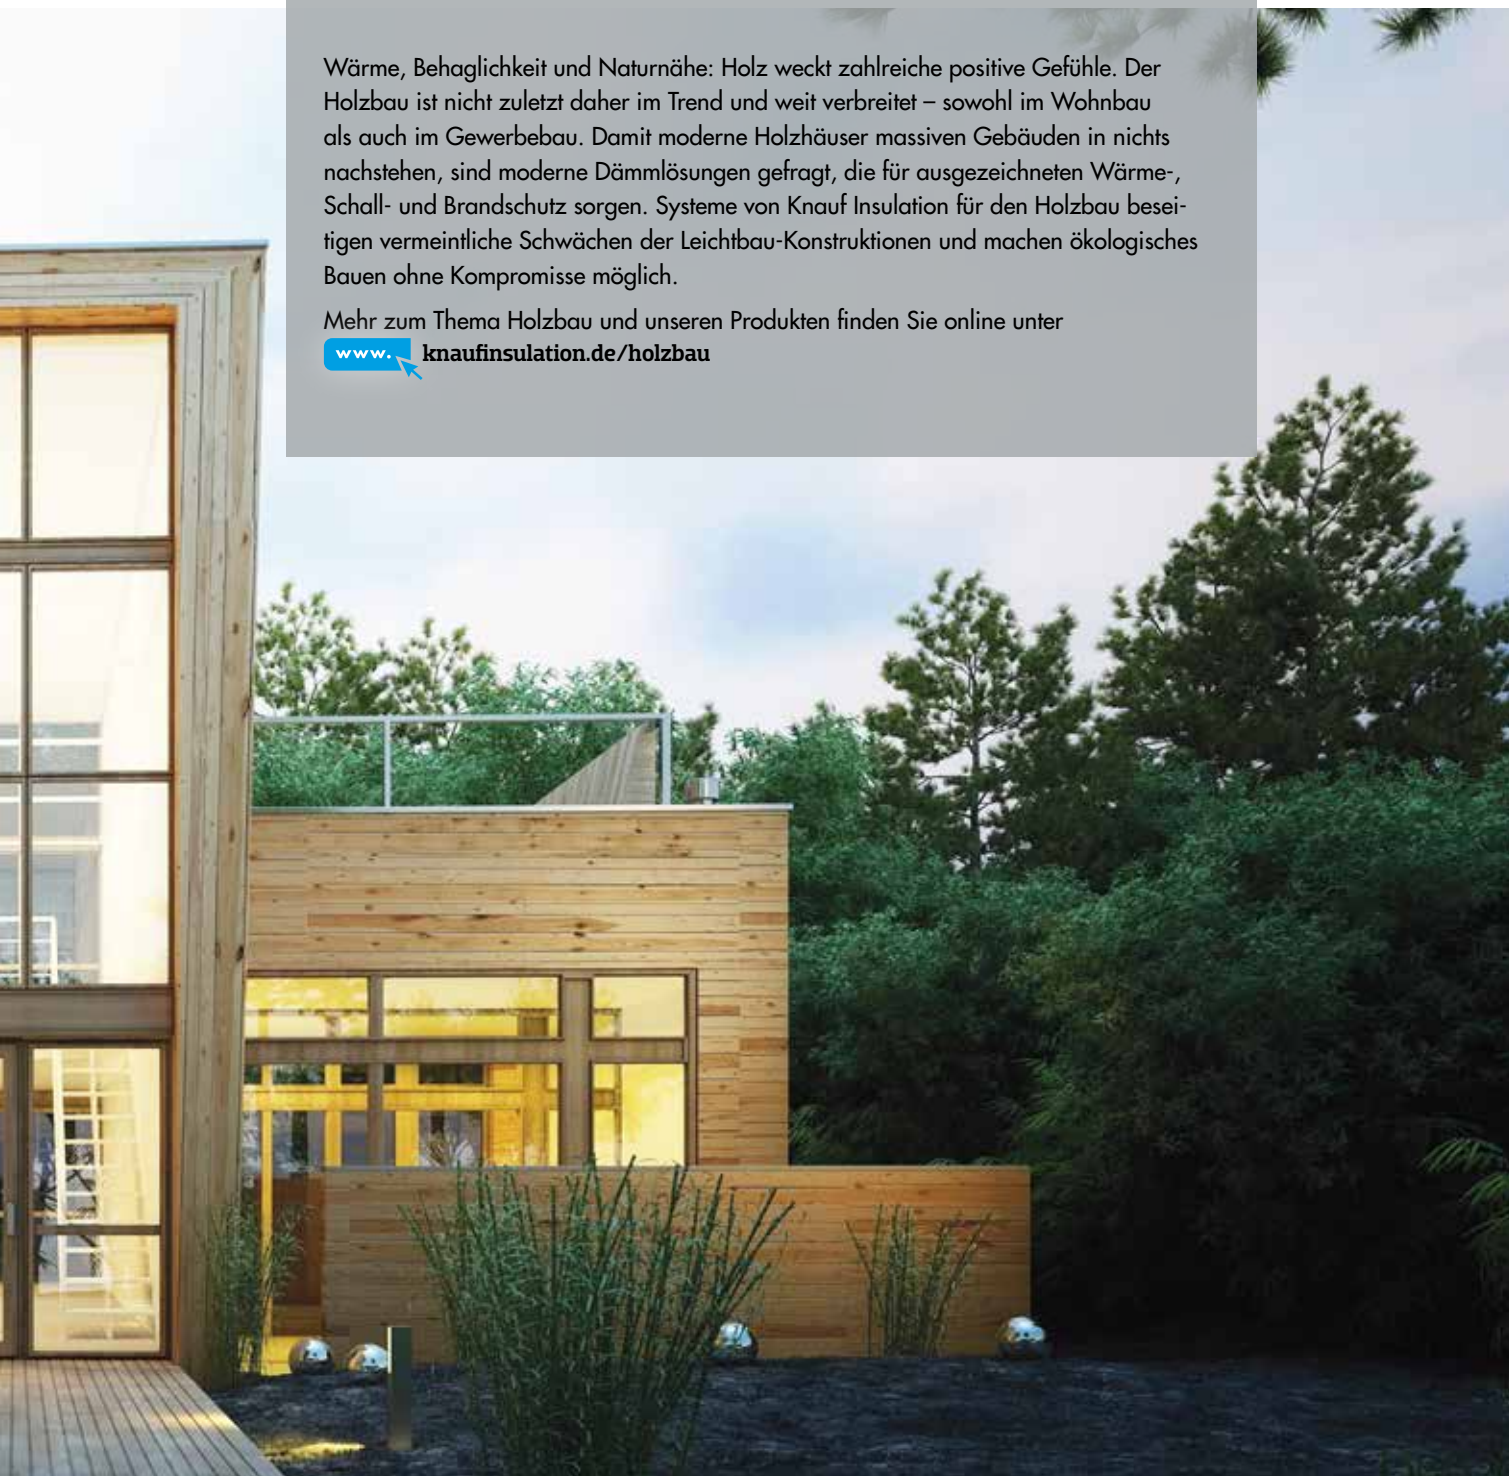 Wärme, Behaglichkeit und Naturnähe: Holz weckt zahlreiche positive Gefühle. Der
Holzbau ist nicht zuletzt daher im Trend und weit verbreitet – sowohl im Wohnbau
als auch im Gewerbebau. Damit moderne Holzhäuser massiven Gebäuden in nichts
nachstehen, sind moderne Dämmlösungen gefragt, die für ausgezeichneten Wärme-,
Schall- und Brandschutz sorgen. Systeme von Knauf Insulation für den Holzbau besei-
tigen vermeintliche Schwächen der Leichtbau-Konstruktionen und machen ökologisches
Bauen ohne Kompromisse möglich.
Mehr zum Thema Holzbau und unseren Produkten finden Sie online unter
www. knaufinsulation.de/holzbau